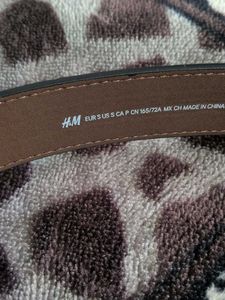 H&M EUR S US S CA P CN 165/72A MX CH MADE IN CHINA